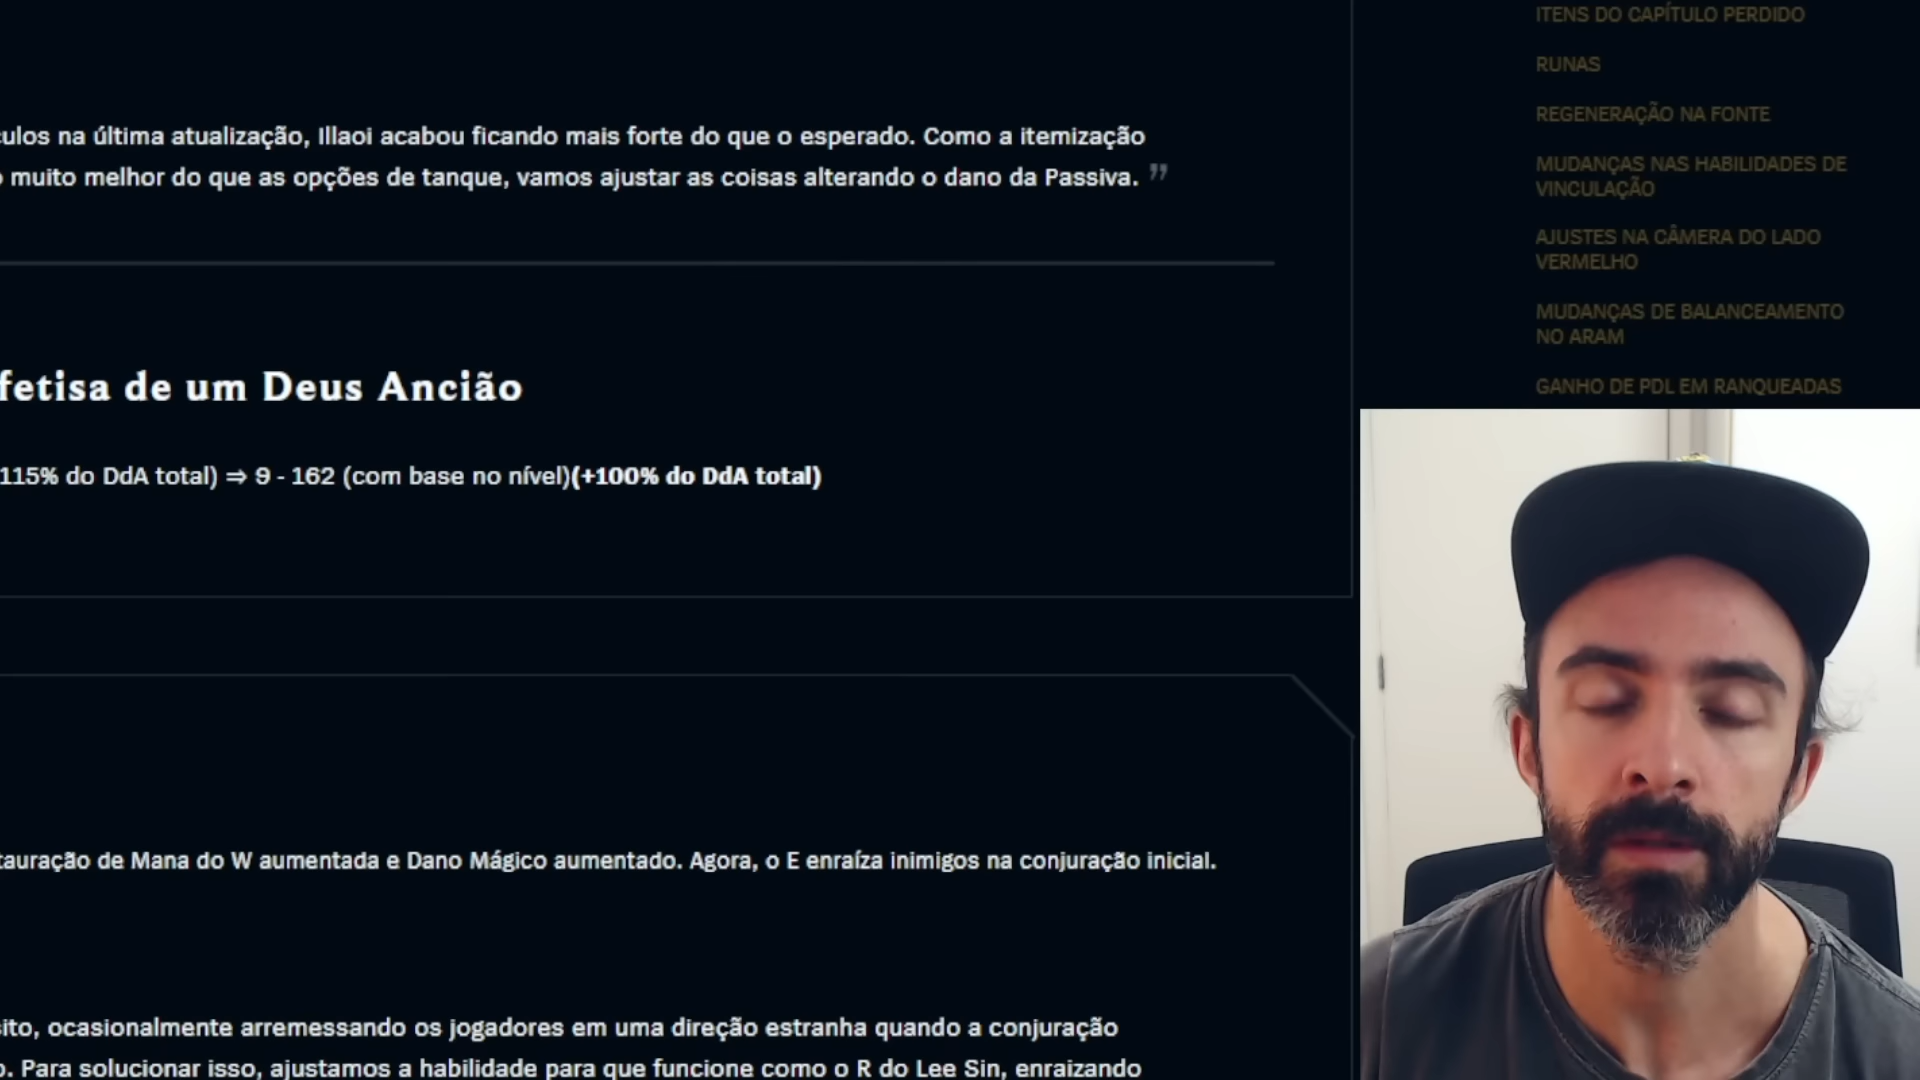 culos na última atualização, Illaoi acabou ficando mais forte do que o esperado. Como a itemização
o muito melhor do que as opções de tanque, vamos ajustar as coisas alterando o dano da Passiva. ”
fetisa de um Deus Ancião
115% do DdA total) ⇒ 9 - 162 (com base no nível)(+100% do DdA total)
tauração de Mana do W aumentada e Dano Mágico aumentado. Agora, o E enraíza inimigos na conjuração inicial.
sito, ocasionalmente arremessando os jogadores em uma direção estranha quando a conjuração
o. Para solucionar isso, ajustamos a habilidade para que funcione como o R do Lee Sin, enraizando
ITENS DO CAPÍTULO PERDIDO
RUNAS
REGENERAÇÃO NA FONTE
MUDANÇAS NAS HABILIDADES DE
VINCULAÇÃO
AJUSTES NA CÂMERA DO LADO
VERMELHO
MUDANÇAS DE BALANCEAMENTO
NO ARAM
GANHO DE PDL EM RANQUEADAS